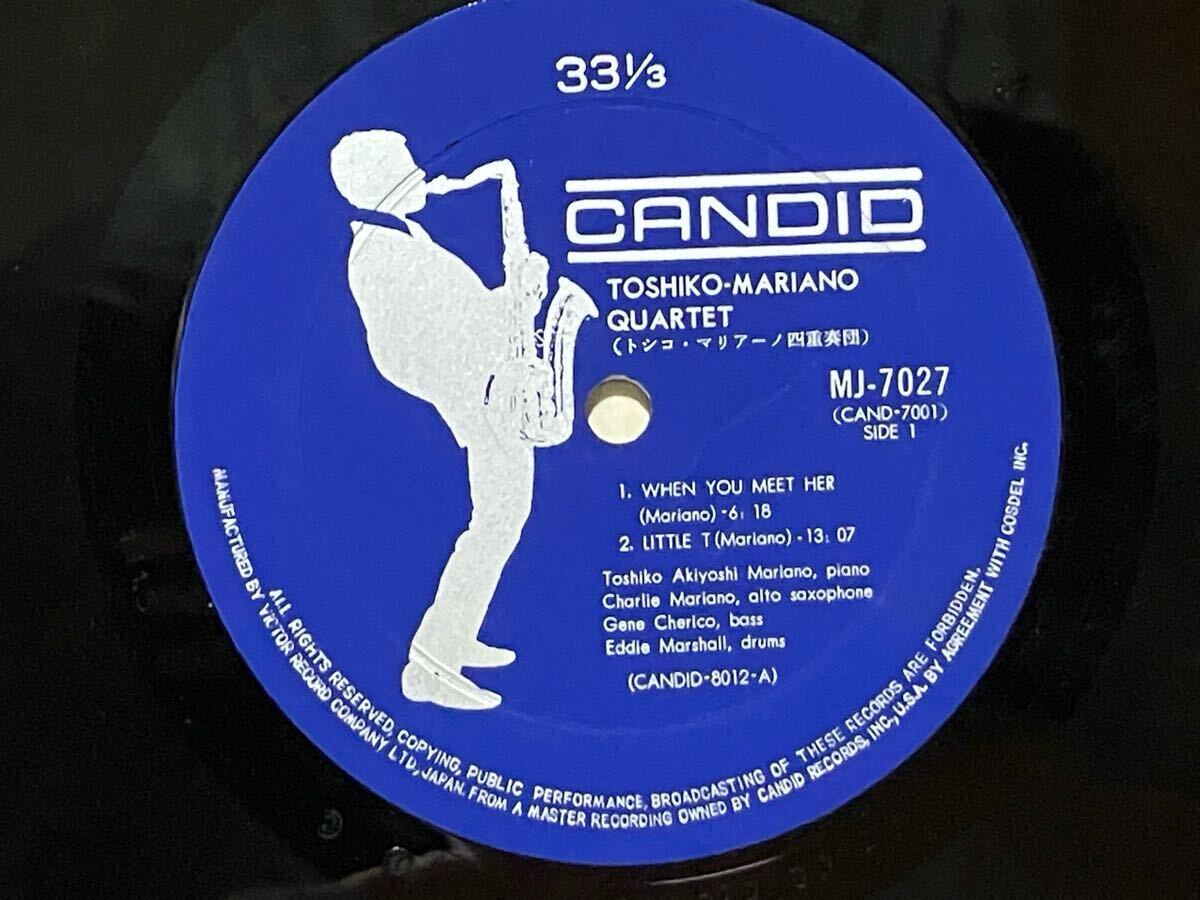 33⅓
CANDID
TOSHIKO-MARIANO
QUARTET
(トシコ・マリアーノ四重奏団)
MJ-7027
(CAND-7001)
SIDE 1
1. WHEN YOU MEET HER
(Mariano)-6:18
2. LITTLE T (Mariano)-13:07
Toshiko Akiyoshi Mariano, piano
Charlie Mariano, alto saxophone
Gene Cherico, bass
Eddie Marshall, drums
(CANDID-8012-A)
ALL RIGHTS RESERVED, COPYING, PUBLIC PERFORMANCE, BROADCASTING OF THESE RECORDS ARE FORBIDDEN.
MANUFACTURED BY VICTOR RECORD COMPANY LTD, JAPAN. FROM A MASTER RECORDING OWNED BY CANDID RECORDS, INC., U.S.A. BY AGREEMENT WITH COSDEL INC.